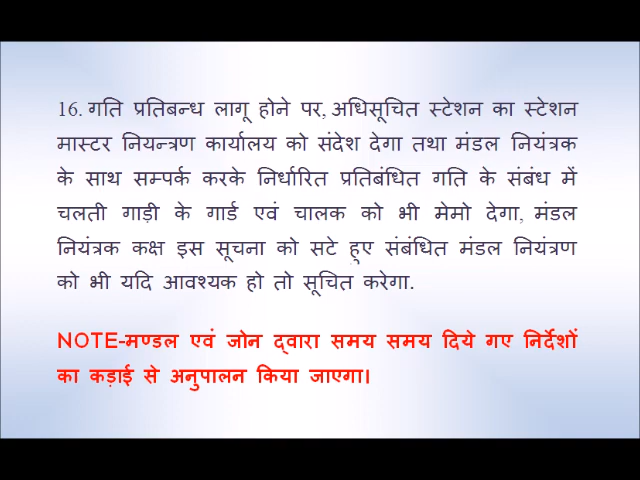 16. गति प्रतिबन्ध लागू होने पर, अधिसूचित स्टेशन का स्टेशन
मास्टर नियन्त्रण कार्यालय को संदेश देगा तथा मंडल नियंत्रक
के साथ सम्पर्क करके निर्धारित प्रतिबंधित गति के संबंध में
चलती गाड़ी के गार्ड एवं चालक को भी मेमो देगा, मंडल
नियंत्रक कक्ष इस सूचना को सटे हुए संबंधित मंडल नियंत्रण
को भी यदि आवश्यक हो तो सूचित करेगा.
NOTE-मण्डल एवं जोन द्वारा समय समय दिये गए निर्देशों
का कड़ाई से अनुपालन किया जाएगा।